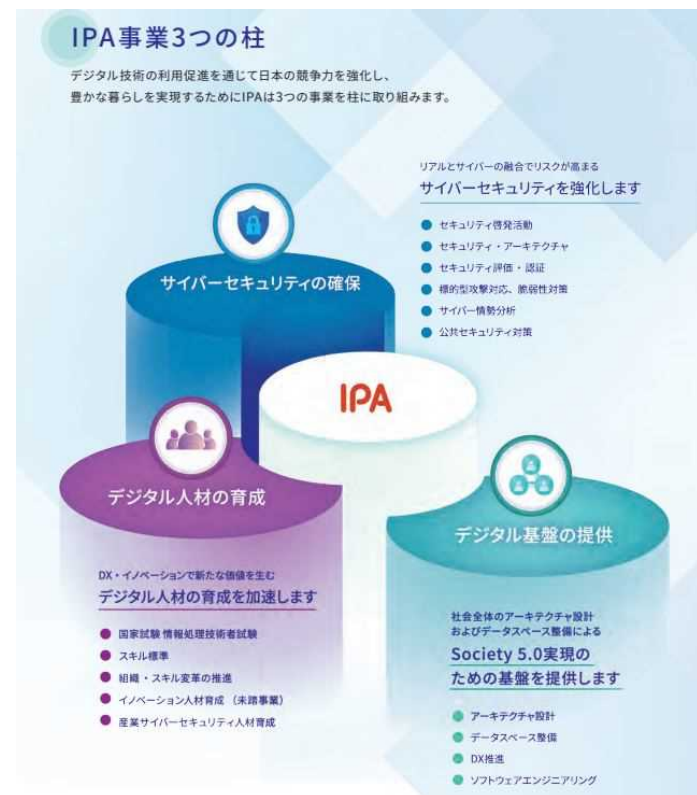 IPA事業3つの柱
デジタル技術の利用促進を通じて日本の競争力を強化し、
豊かな暮らしを実現するためにIPAは3つの事業を柱に取り組みます。
リアルとサイバーの融合でリスクが高まる
サイバーセキュリティを強化します
セキュリティ啓発活動
セキュリティ・アーキテクチャ
セキュリティ評価・認証
標的型攻撃対応、脆弱性対策
サイバー情勢分析
公共セキュリティ対策
サイバーセキュリティの確保
IPA
デジタル人材の育成
デジタル基盤の提供
DX・イノベーションで新たな価値を生む
デジタル人材の育成を加速します
国家試験 情報処理技術者試験
スキル標準
組織・スキル変革の推進
イノベーション人材育成（未踏事業）
産業サイバーセキュリティ人材育成
社会全体のアーキテクチャ設計
およびデータスペース整備による
Society 5.0実現の
ための基盤を提供します
アーキテクチャ設計
データスペース整備
DX推進
ソフトウェアエンジニアリング